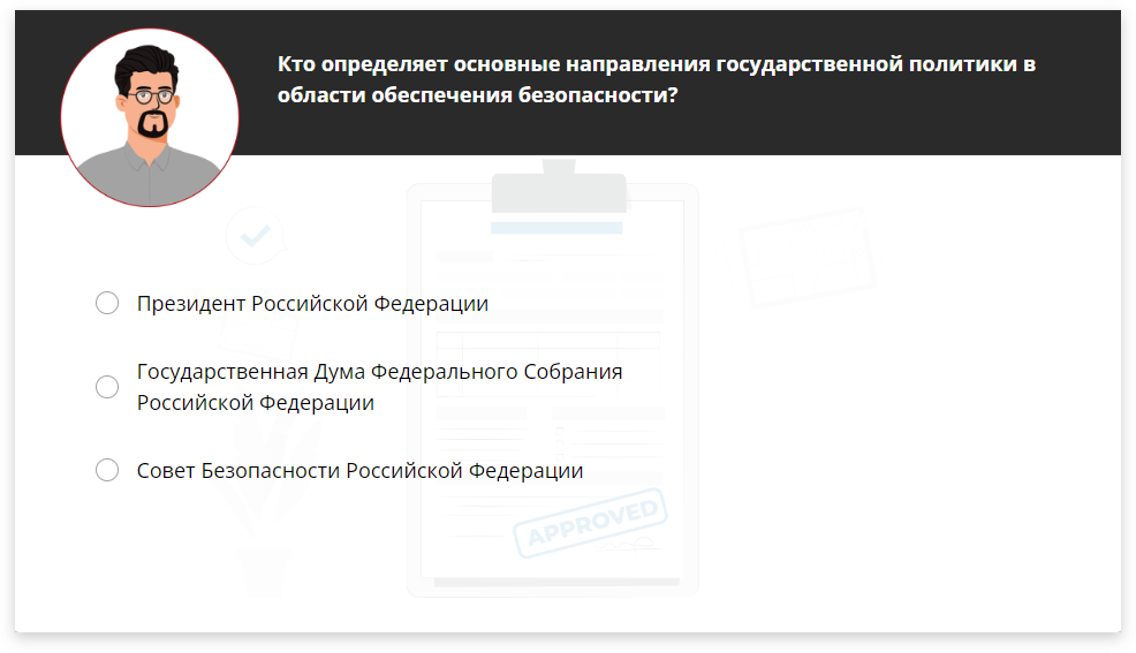 Кто определяет основные направления государственной политики в
области обеспечения безопасности?
Президент Российской Федерации
Государственная Дума Федерального Собрания
Российской Федерации
Совет Безопасности Российской Федерации
APPROVED